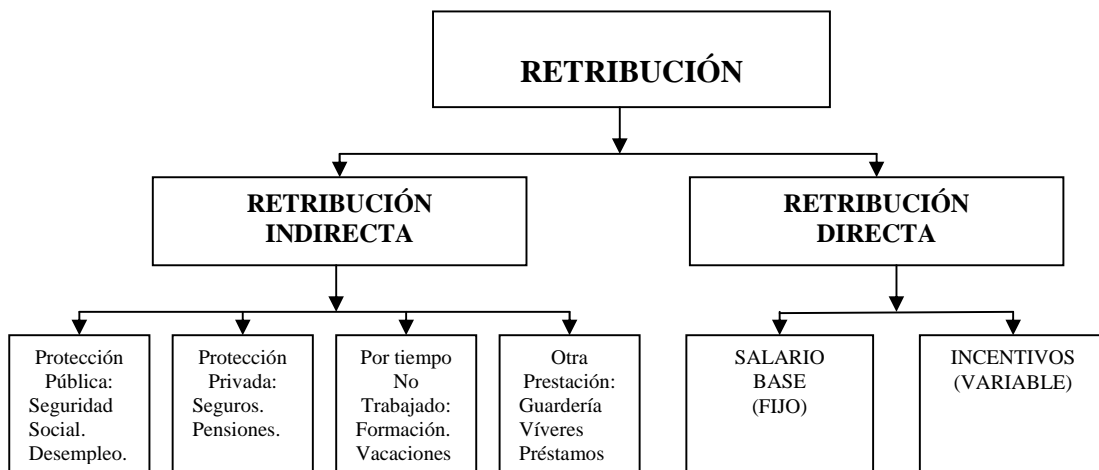 RETRIBUCIÓN
RETRIBUCIÓN
INDIRECTA
RETRIBUCIÓN
DIRECTA
Protección
Pública:
Seguridad
Social.
Desempleo.
Protección
Privada:
Seguros.
Pensiones.
Por tiempo
No
Trabajado:
Formación.
Vacaciones
Otra
Prestación:
Guardería
Víveres
Préstamos
SALARIO
BASE
(FIJO)
INCENTIVOS
(VARIABLE)